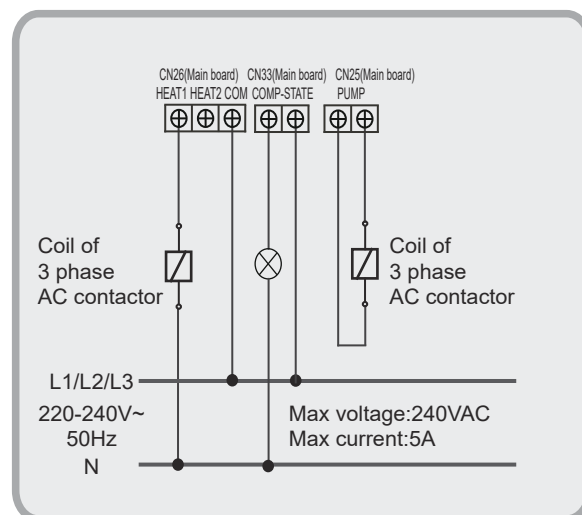 CN26(Main board) CN33(Main board) CN25(Main board)
HEAT1 HEAT2 COM COMP-STATE PUMP
Coil of
3 phase
AC contactor
Coil of
3 phase
AC contactor
L1/L2/L3
220-240V~
50Hz
N
Max voltage:240VAC
Max current:5A